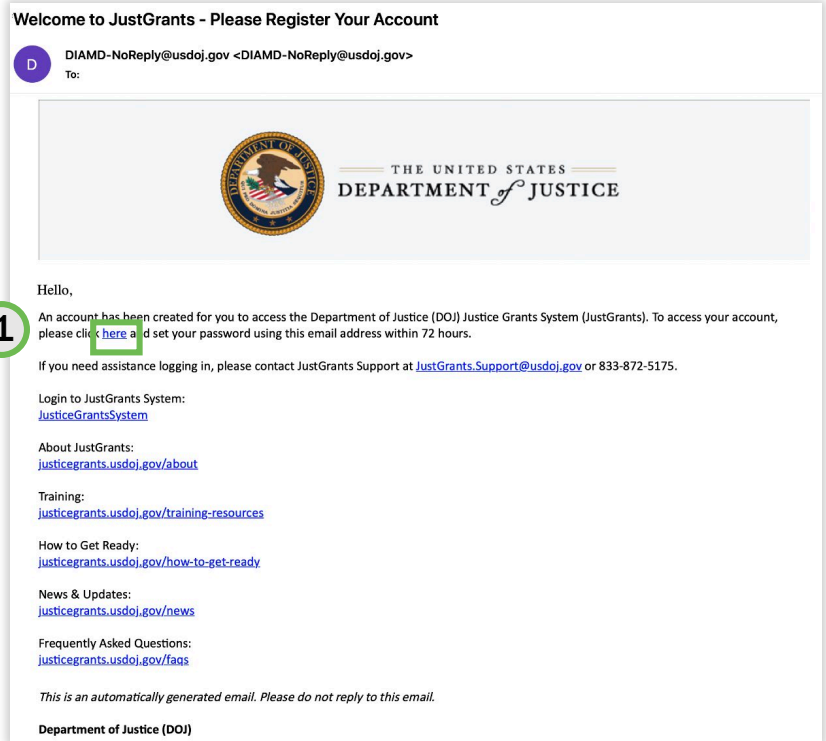 Welcome to JustGrants - Please Register Your Account
D
DIAMD-NoReply@usdoj.gov <DIAMD-NoReply@usdoj.gov>
To:
DEPARTMENT OF JUSTICE
THE UNITED STATES
DEPARTMENT of JUSTICE
Hello,
1
An account has been created for you to access the Department of Justice (DOJ) Justice Grants System (JustGrants). To access your account,
please click here and set your password using this email address within 72 hours.
If you need assistance logging in, please contact JustGrants Support at JustGrants.Support@usdoj.gov or 833-872-5175.
Login to JustGrants System:
JusticeGrantsSystem
About JustGrants:
justicegrants.usdoj.gov/about
Training:
justicegrants.usdoj.gov/training-resources
How to Get Ready:
justicegrants.usdoj.gov/how-to-get-ready
News & Updates:
justicegrants.usdoj.gov/news
Frequently Asked Questions:
justicegrants.usdoj.gov/faqs
This is an automatically generated email. Please do not reply to this email.
Department of Justice (DOJ)